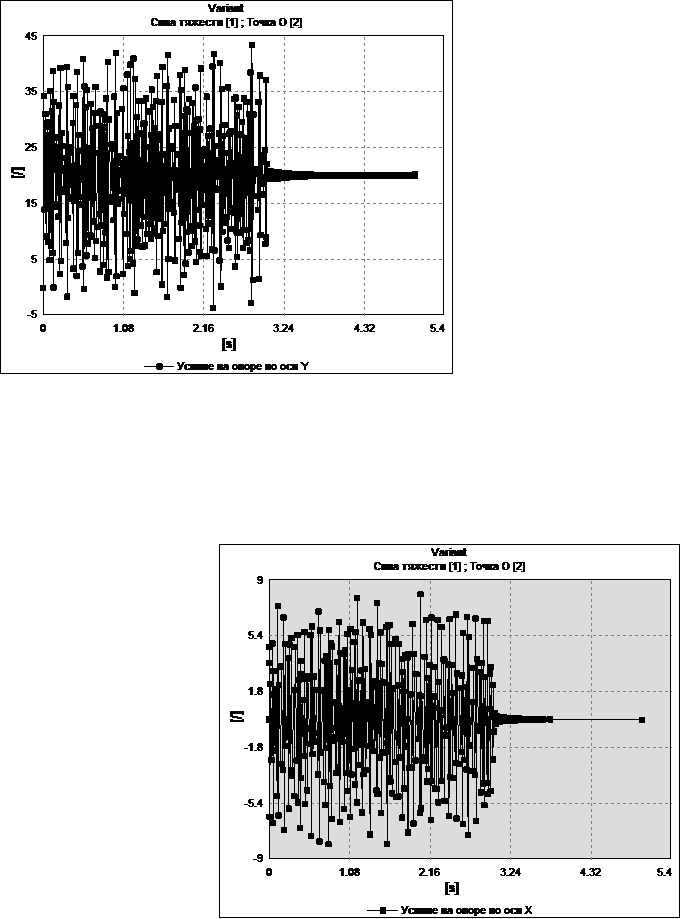 Variant
Сила тяжести [1] ; Точка O [2]
45
35
25
15
5
-5
[/]
0 1.08 2.16 3.24 4.32 5.4
[s]
Усилие на опоре по оси Y
Variant
Сила тяжести [1] ; Точка O [2]
9
5.4
1.8
-1.8
-5.4
-9
[/]
0 1.08 2.16 3.24 4.32 5.4
[s]
Усилие на опоре по оси X